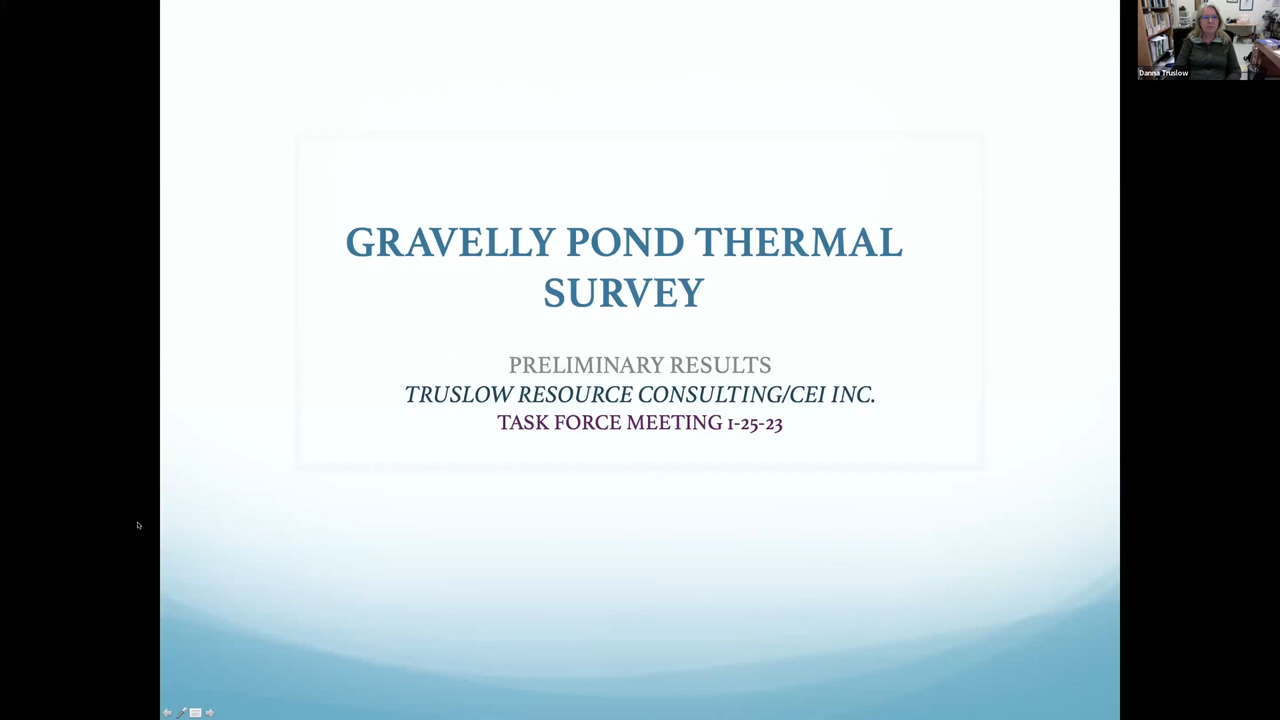 Danna Truslow
GRAVELLY POND THERMAL
SURVEY
PRELIMINARY RESULTS
TRUSLOW RESOURCE CONSULTING/CEI INC.
TASK FORCE MEETING 1-25-23